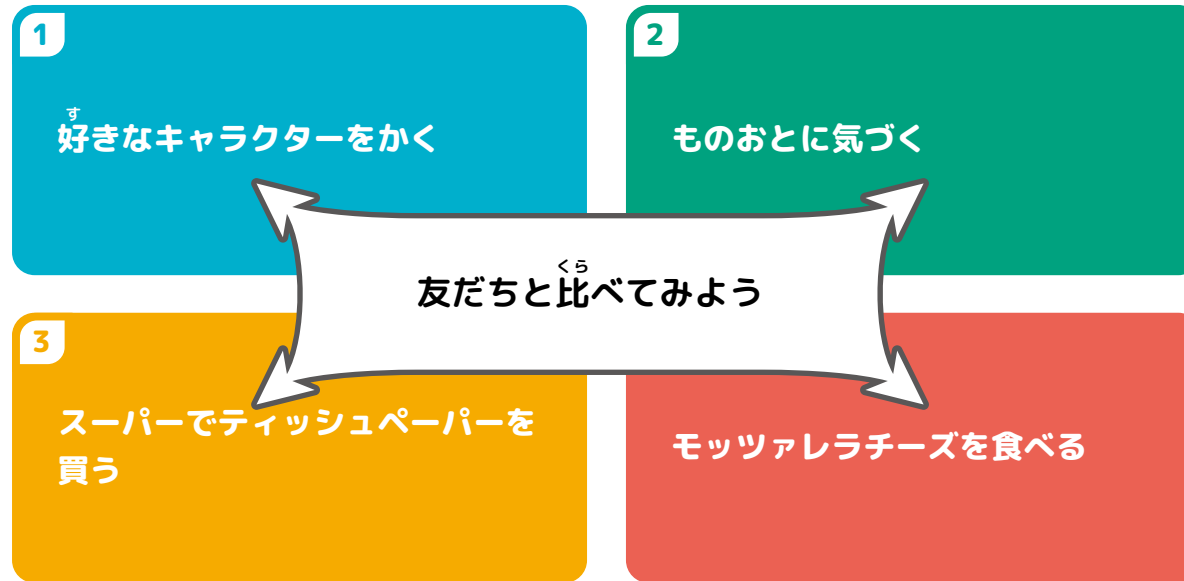 1
好きなキャラクターをかく
す
2
ものおとに気づく
友だちと比べてみよう
くら
3
スーパーでティッシュペーパーを
買う
モッツァレラチーズを食べる